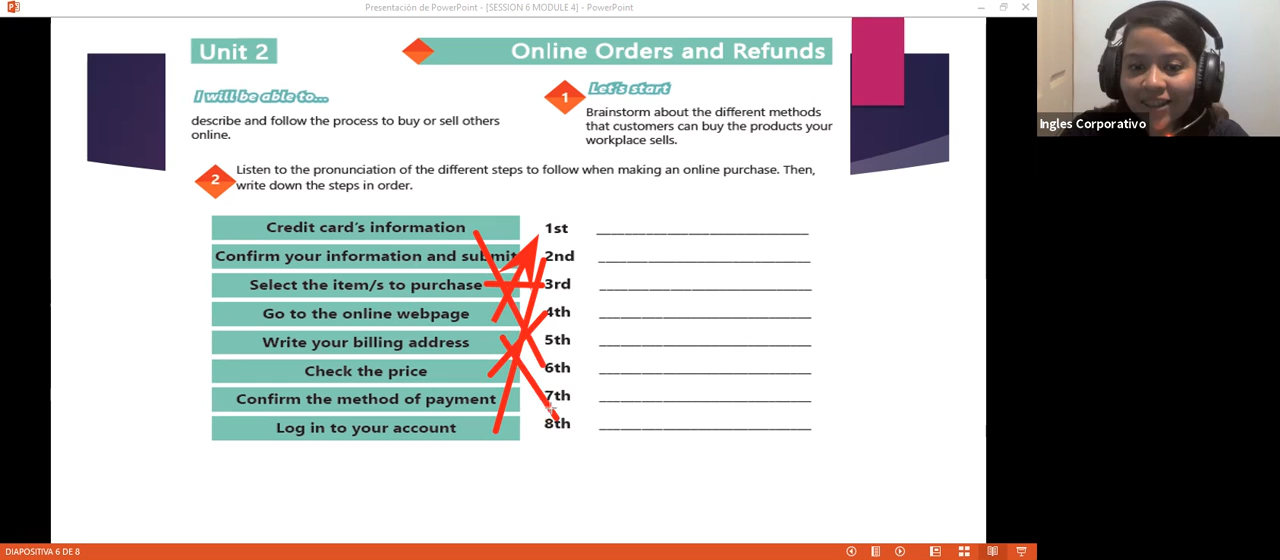 Presentación de PowerPoint - [SESSION 6 MODULE 4] - PowerPoint
Unit 2
Online Orders and Refunds
I will be able to...
describe and follow the process to buy or sell others
online.
1
Let's start
Brainstorm about the different methods
that customers can buy the products your
workplace sells.
2
Listen to the pronunciation of the different steps to follow when making an online purchase. Then,
write down the steps in order.
Credit card's information
Confirm your information and submit
Select the item/s to purchase
Go to the online webpage
Write your billing address
Check the price
Confirm the method of payment
Log in to your account
1st
2nd
3rd
4th
5th
6th
7th
8th
Ingles Corporativo
DIAPOSITIVA 6 DE 8